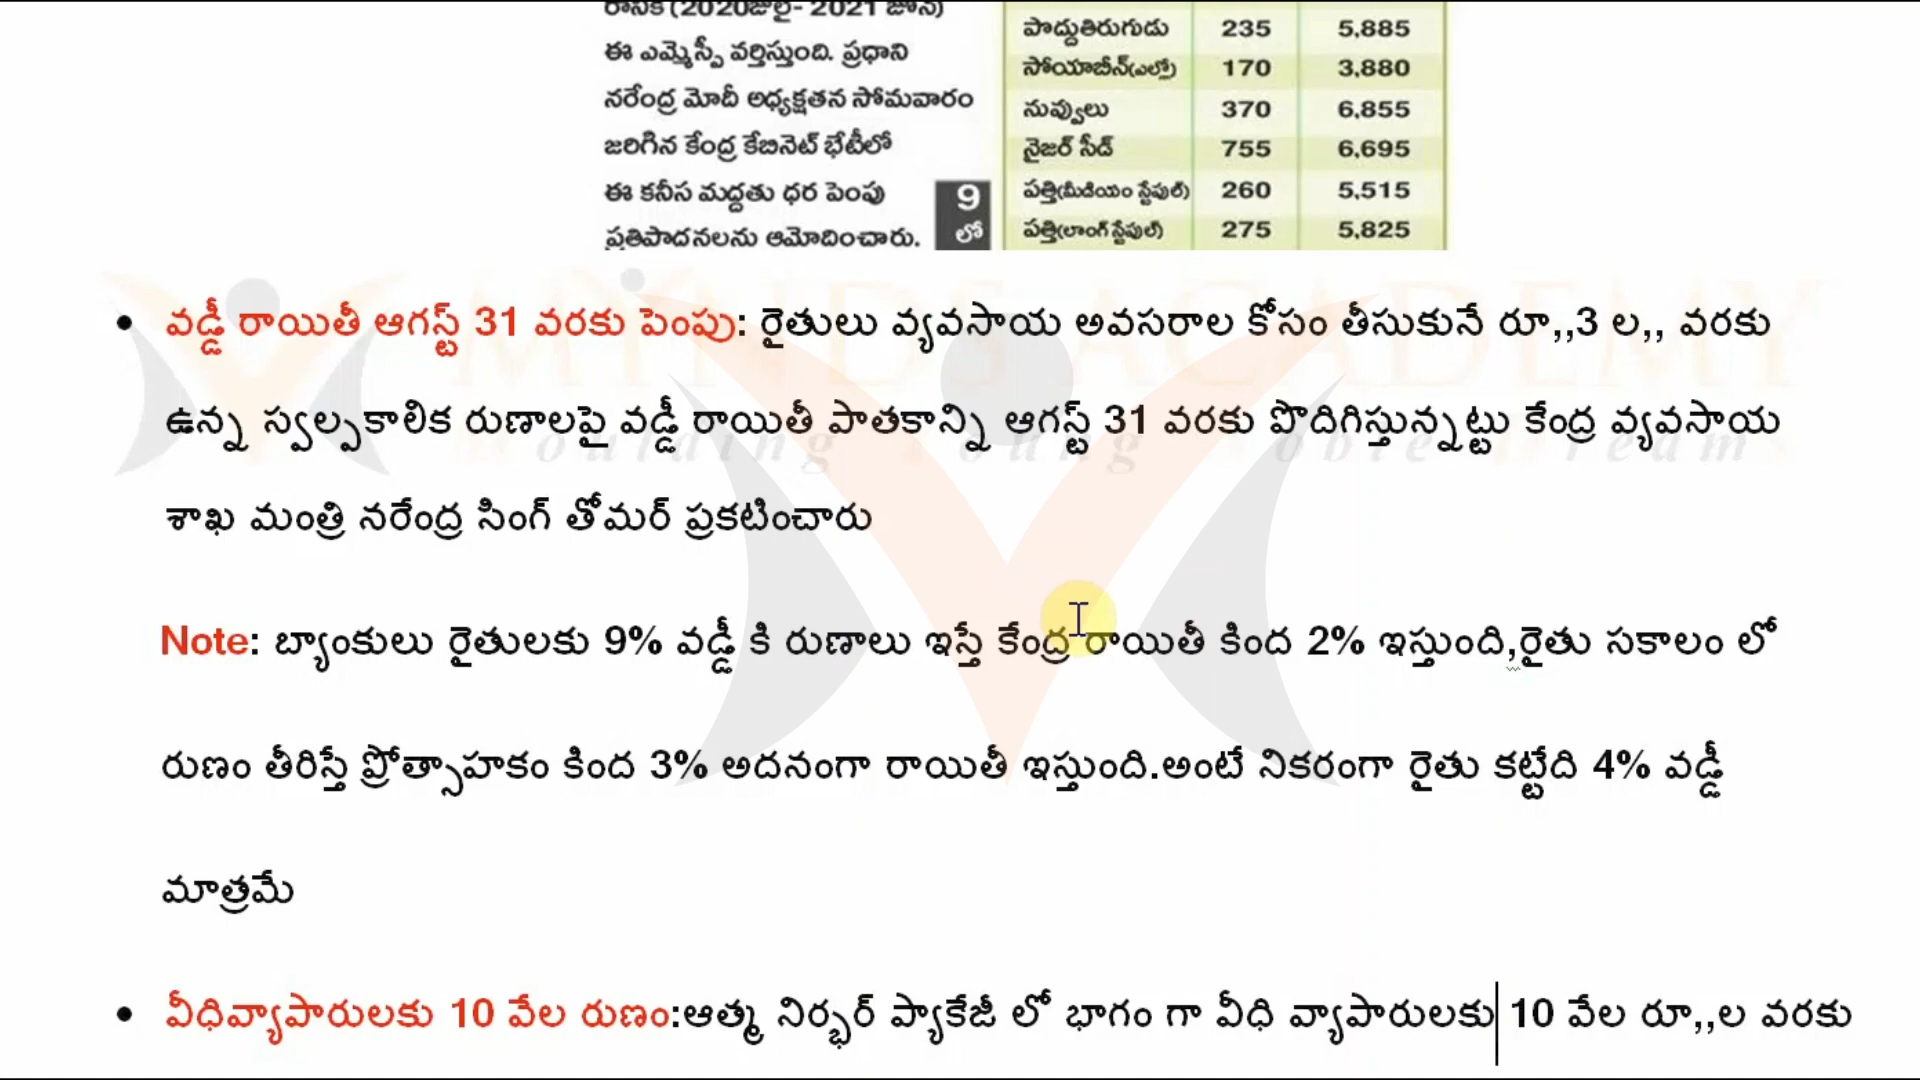 రానికి (2020జులై- 2021 జూన్)
ఈ ఎమ్మెస్పీ వర్తిస్తుంది. ప్రధాని
నరేంద్ర మోదీ అధ్యక్షతన సోమవారం
జరిగిన కేంద్ర కేబినెట్ భేటీలో
ఈ కనీస మద్దతు ధర పెంపు
ప్రతిపాదనలను ఆమోదించారు.
9
లో
పొద్దుతిరుగుడు 235 5,885
సోయాబీన్(ఎల్లో) 170 3,880
నువ్వులు 370 6,855
నైజర్ సీడ్ 755 6,695
పత్తి(మీడియం స్టేపుల్) 260 5,515
పత్తి(లాంగ్ స్టేపుల్) 275 5,825
MYNDS ACADEMY
• వడ్డీ రాయితీ ఆగస్ట్ 31 వరకు పెంపు: రైతులు వ్యవసాయ అవసరాల కోసం తీసుకునే రూ,,3 ల,, వరకు
ఉన్న స్వల్పకాలిక రుణాలపై వడ్డీ రాయితీ పాతకాన్ని ఆగస్ట్ 31 వరకు పొదిగిస్తున్నట్టు కేంద్ర వ్యవసాయ
శాఖ మంత్రి నరేంద్ర సింగ్ తోమర్ ప్రకటించారు
Note: బ్యాంకులు రైతులకు 9% వడ్డీ కి రుణాలు ఇస్తే కేంద్ర రాయితీ కింద 2% ఇస్తుంది,రైతు సకాలం లో
రుణం తీరిస్తే ప్రోత్సాహకం కింద 3% అదనంగా రాయితీ ఇస్తుంది.అంటే నికరంగా రైతు కట్టేది 4% వడ్డీ
మాత్రమే
• వీధివ్యాపారులకు 10 వేల రుణం:ఆత్మ నిర్భర్ ప్యాకేజీ లో భాగం గా వీధి వ్యాపారులకు 10 వేల రూ,,ల వరకు